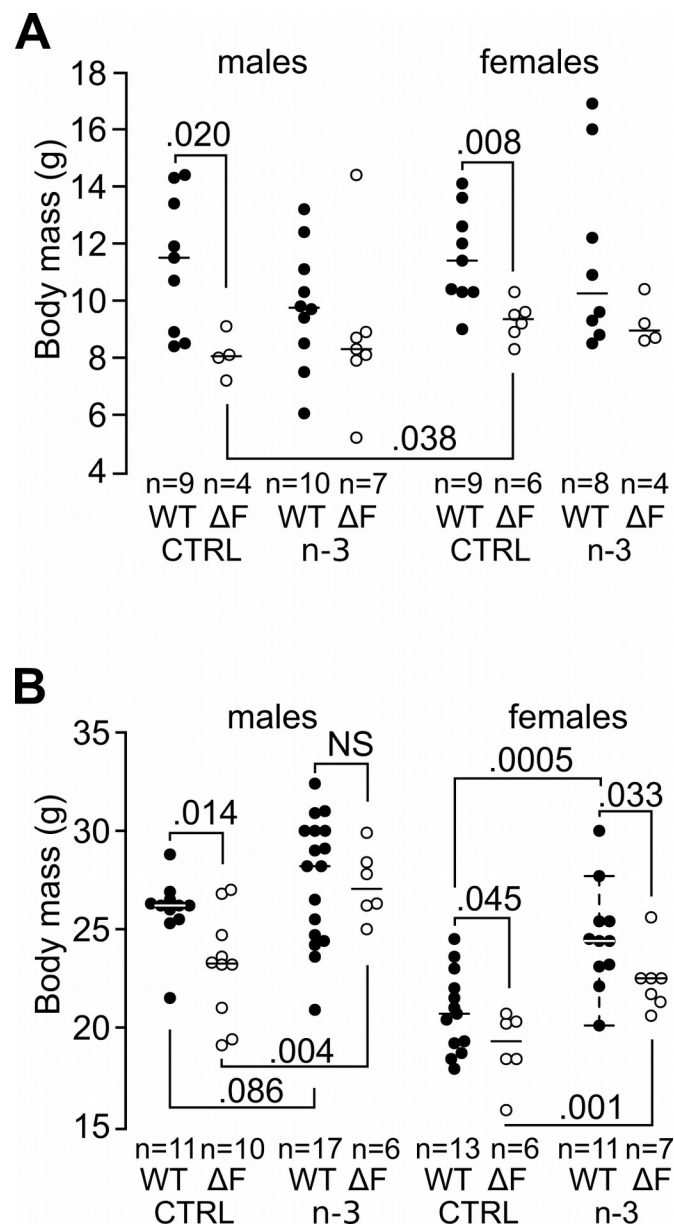 A
males females
18
16
14
12
10
8
6
4
Body mass (g)
.020
.008
.038
n=9 n=4 n=10 n=7 n=9 n=6 n=8 n=4
WT ΔF WT ΔF WT ΔF WT ΔF
CTRL n-3 CTRL n-3
B
males females
35
30
25
20
15
Body mass (g)
NS
.014
.0005
.033
.045
.004
.086
.001
n=11 n=10 n=17 n=6 n=13 n=6 n=11 n=7
WT ΔF WT ΔF WT ΔF WT ΔF
CTRL n-3 CTRL n-3